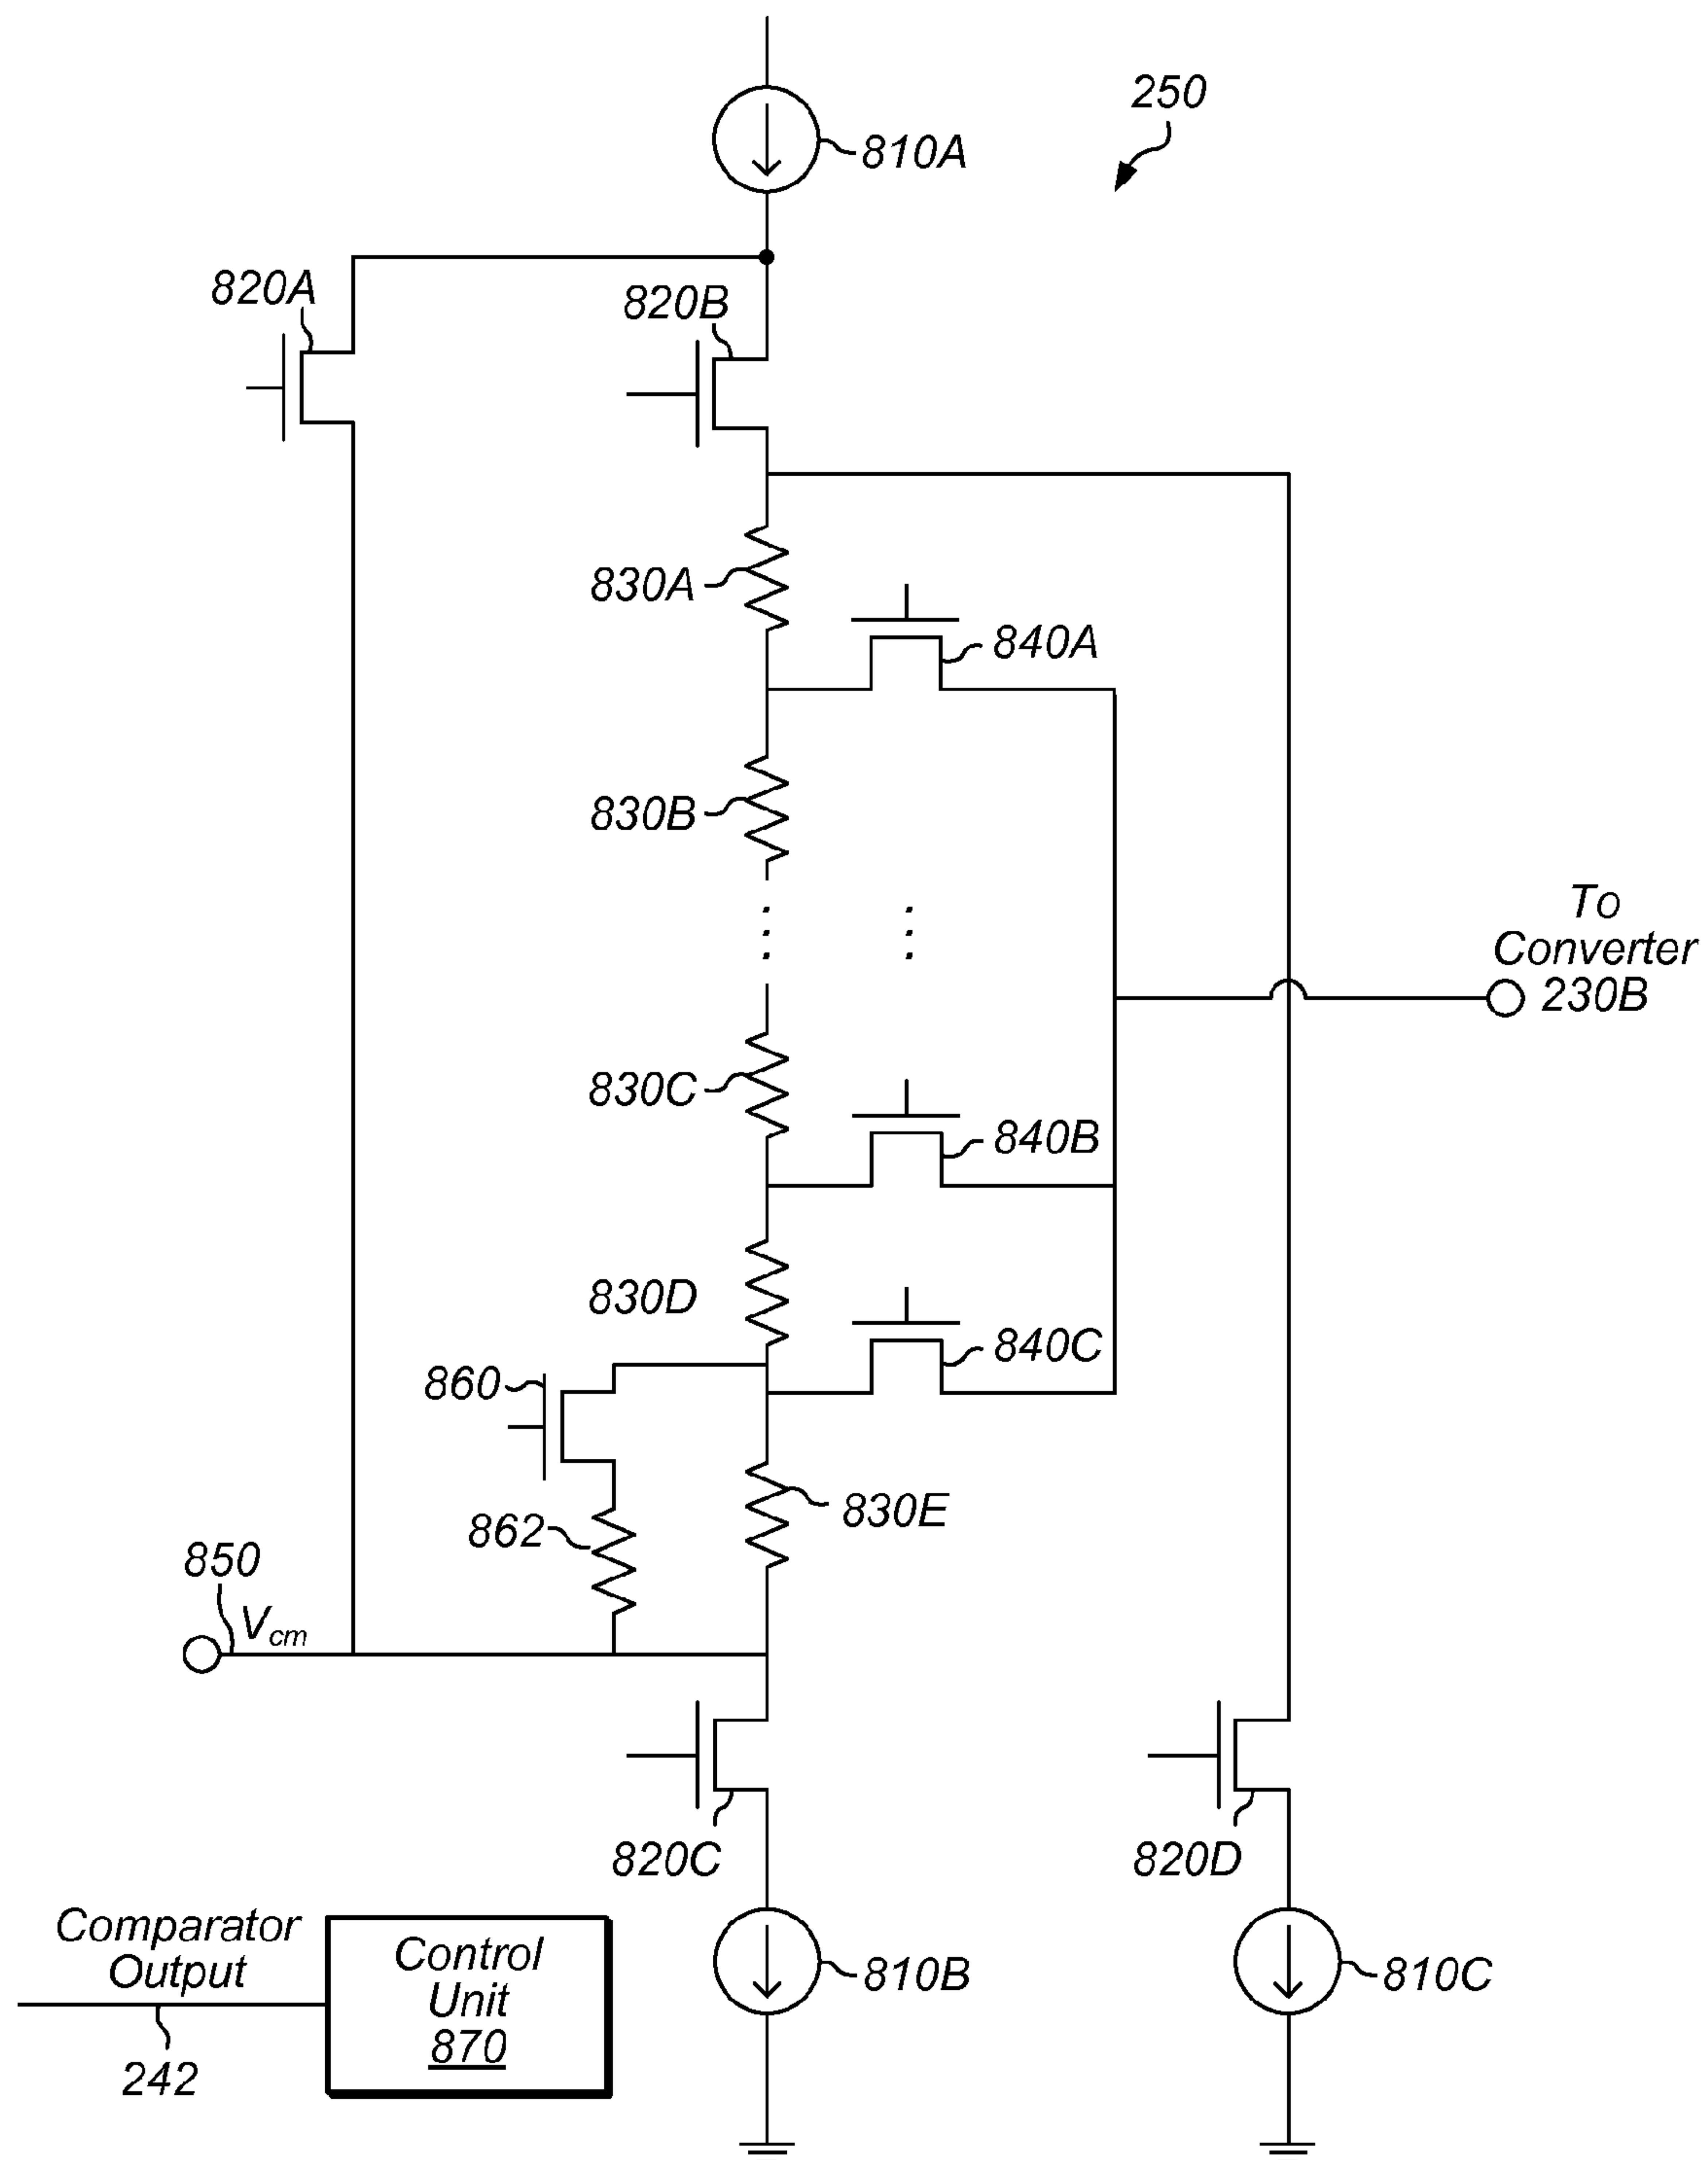 250
810A
820A
820B
830A
840A
830B
To
Converter
230B
830C
840B
830D
840C
860
830E
862
850
Vcm
820C
820D
Comparator
Output
242
Control
Unit
870
810B
810C